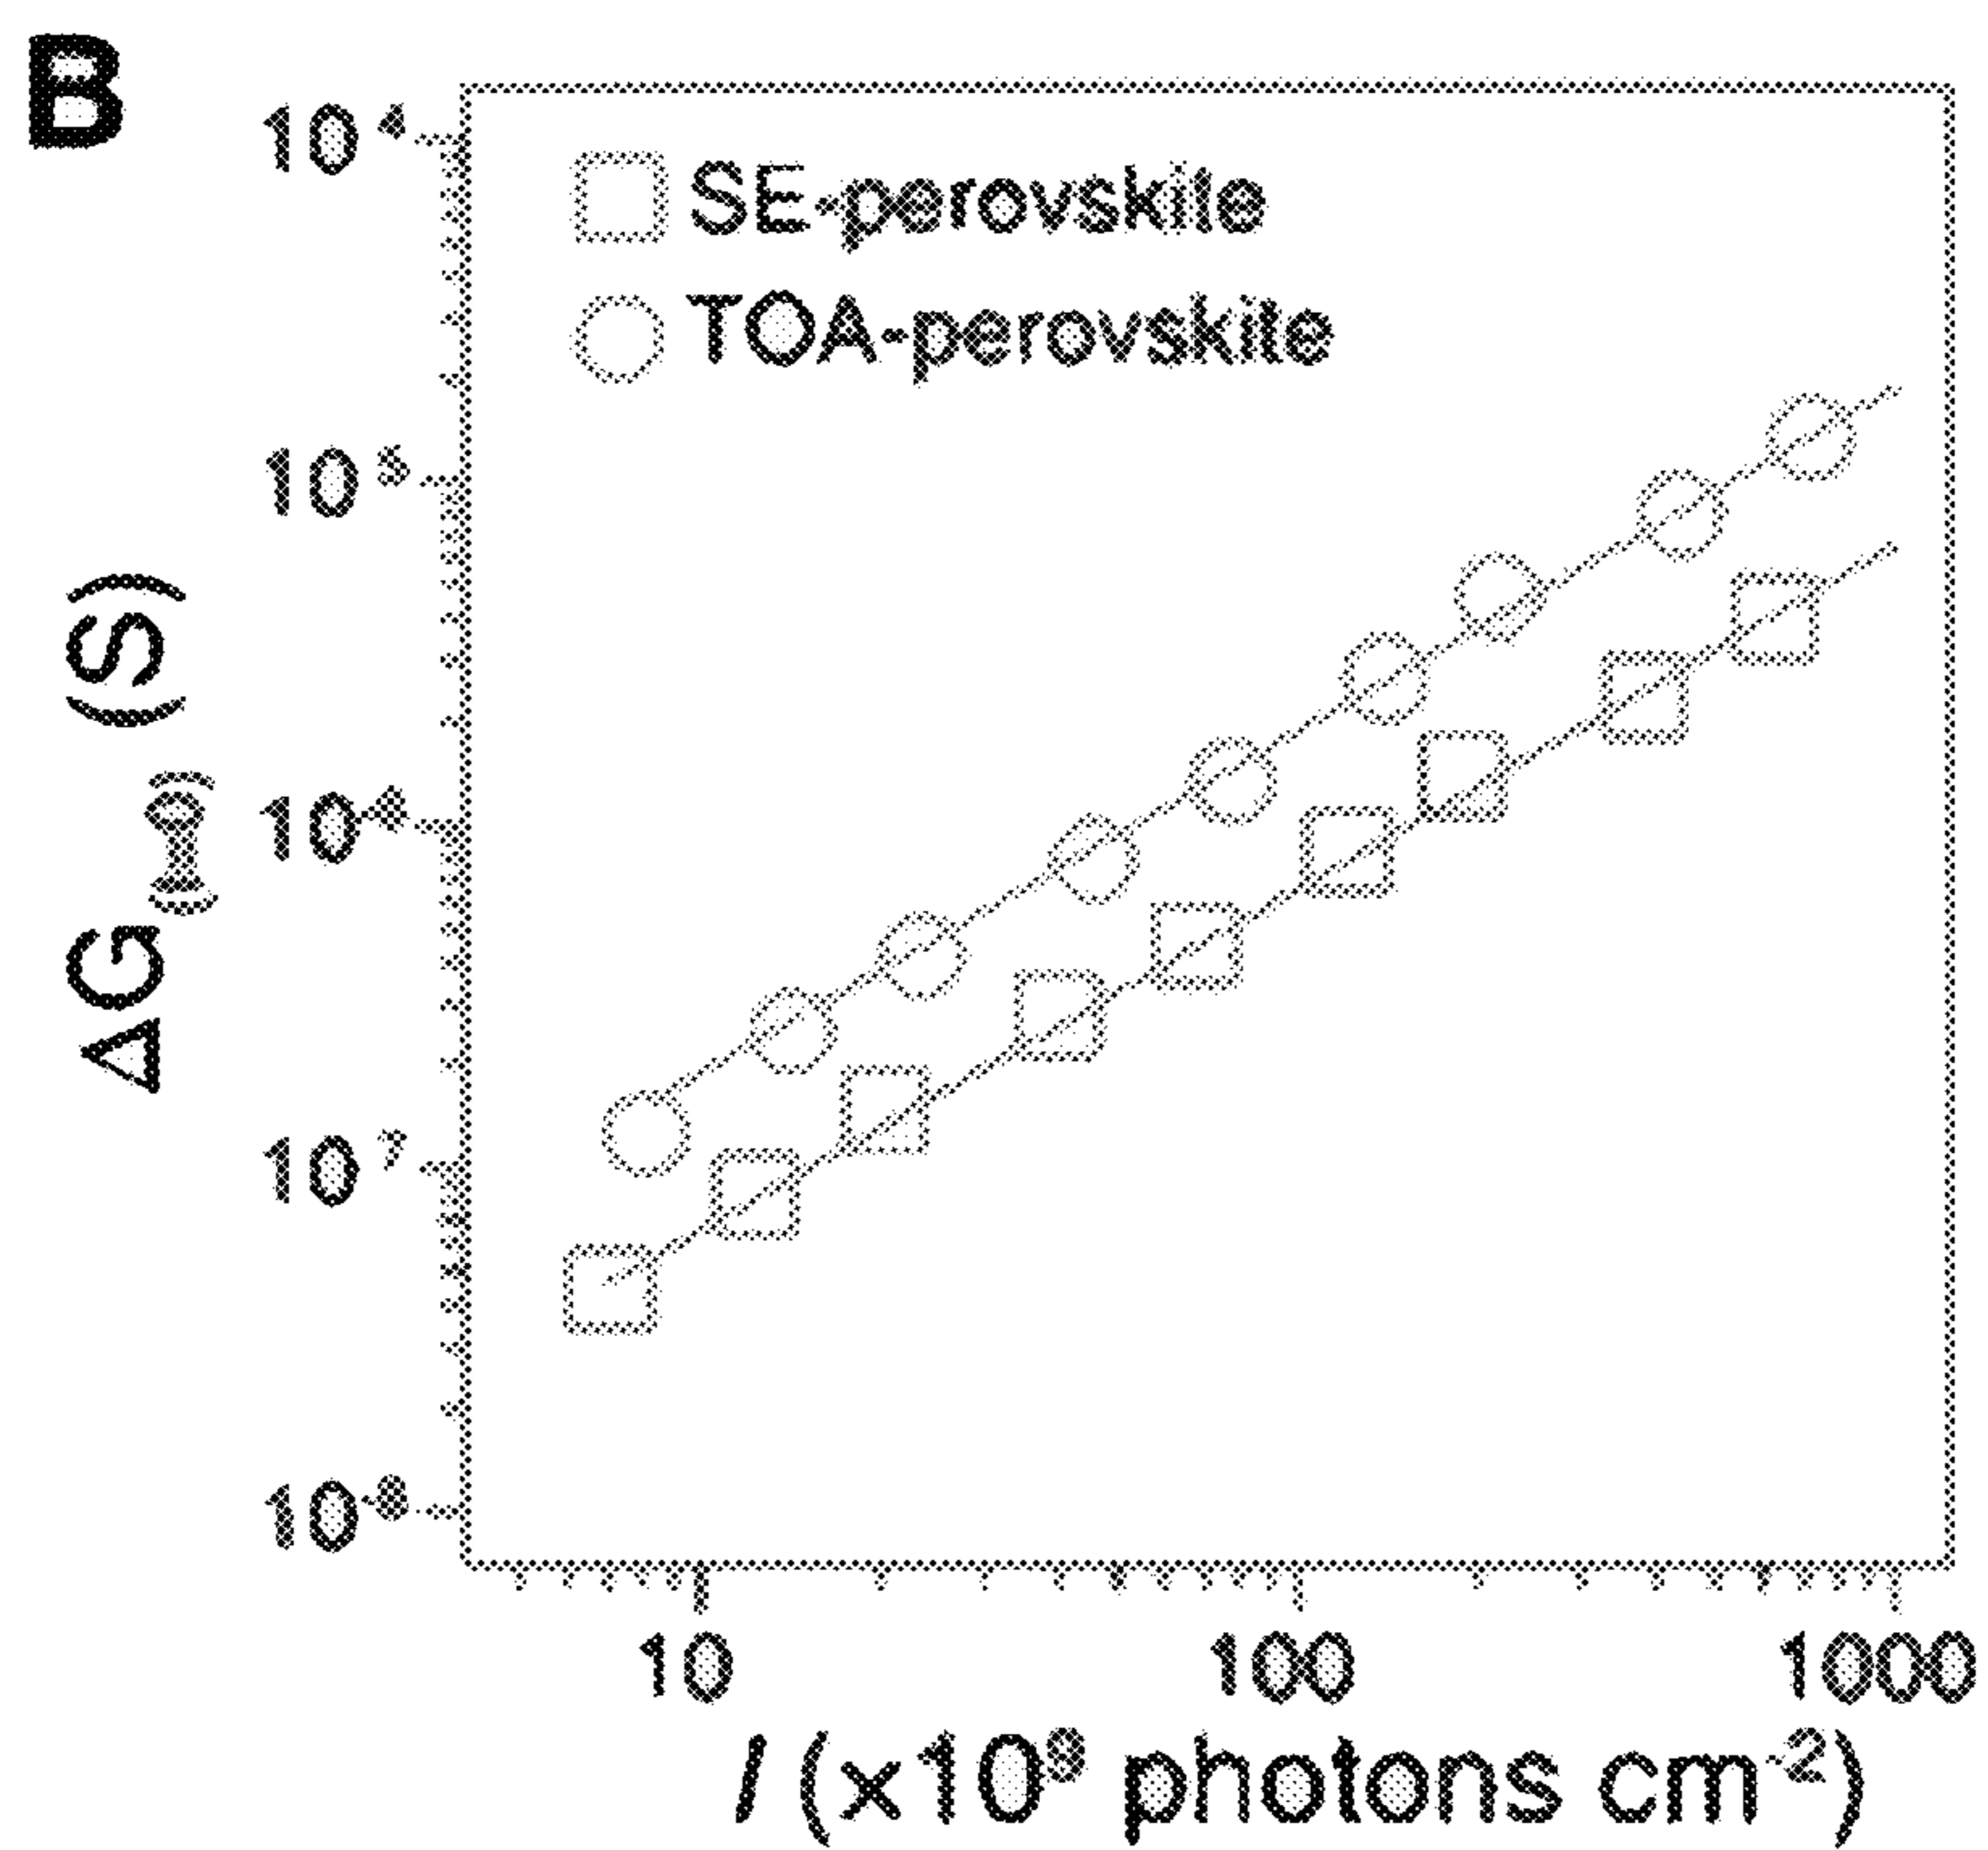 B
10-4
SE-perovskite
TOA-perovskite
10-5
ΔG(t=0) (S)
10-6
10-7
10-8
10 100 1000
I (×109 photons cm-2)